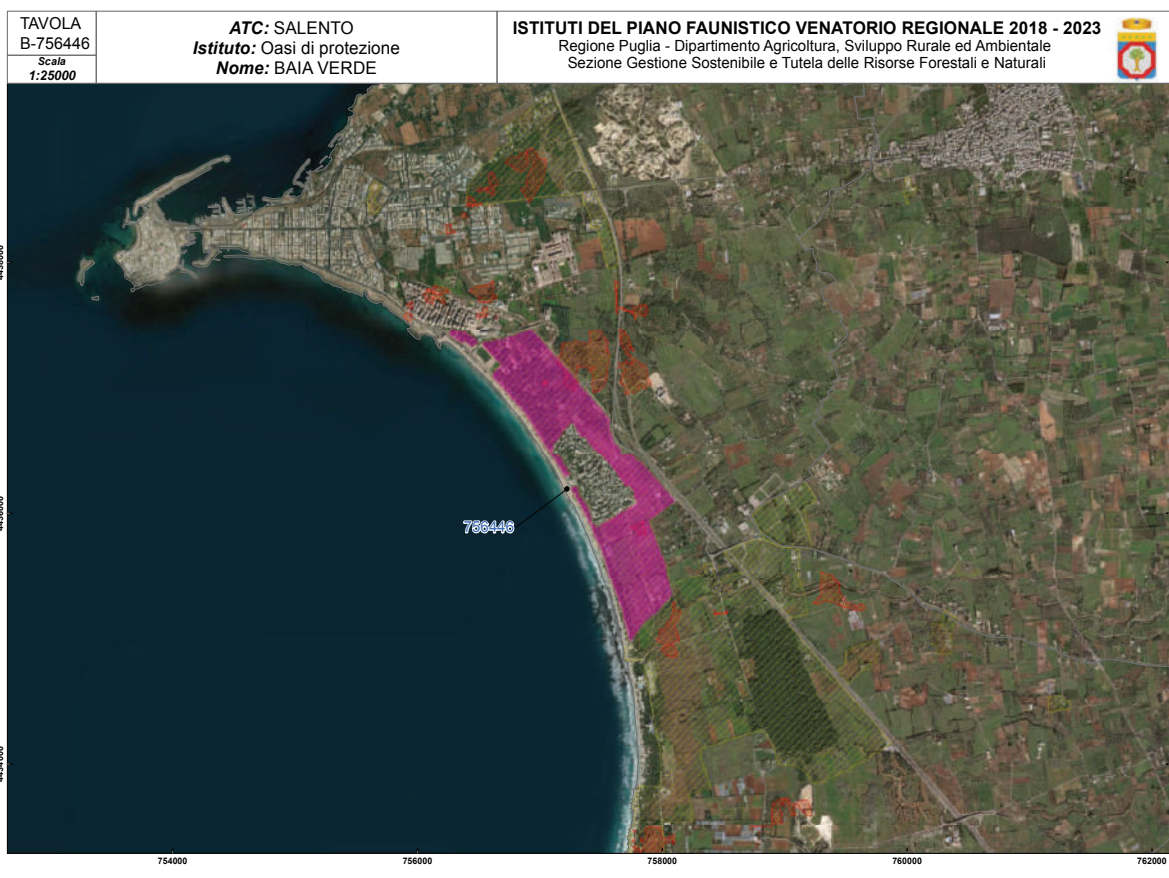 TAVOLA
B-756446
Scala
1:25000
ATC: SALENTO
Istituto: Oasi di protezione
Nome: BAIA VERDE
ISTITUTI DEL PIANO FAUNISTICO VENATORIO REGIONALE 2018 - 2023
Regione Puglia - Dipartimento Agricoltura, Sviluppo Rurale ed Ambientale
Sezione Gestione Sostenibile e Tutela delle Risorse Forestali e Naturali
756446
754000
756000
758000
760000
762000